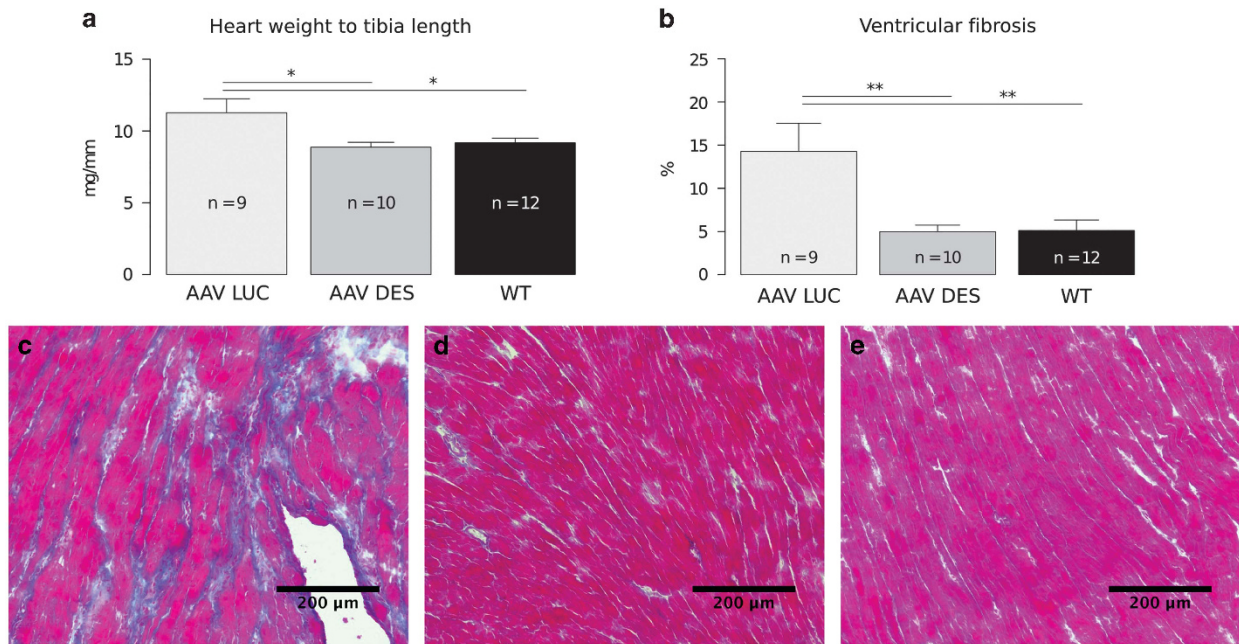 a
Heart weight to tibia length
15
10
5
0
mg/mm
*
*
n = 9
n = 10
n = 12
AAV LUC
AAV DES
WT
b
Ventricular fibrosis
25
20
15
10
5
0
%
**
**
n = 9
n = 10
n = 12
AAV LUC
AAV DES
WT
c
200 µm
d
200 µm
e
200 µm